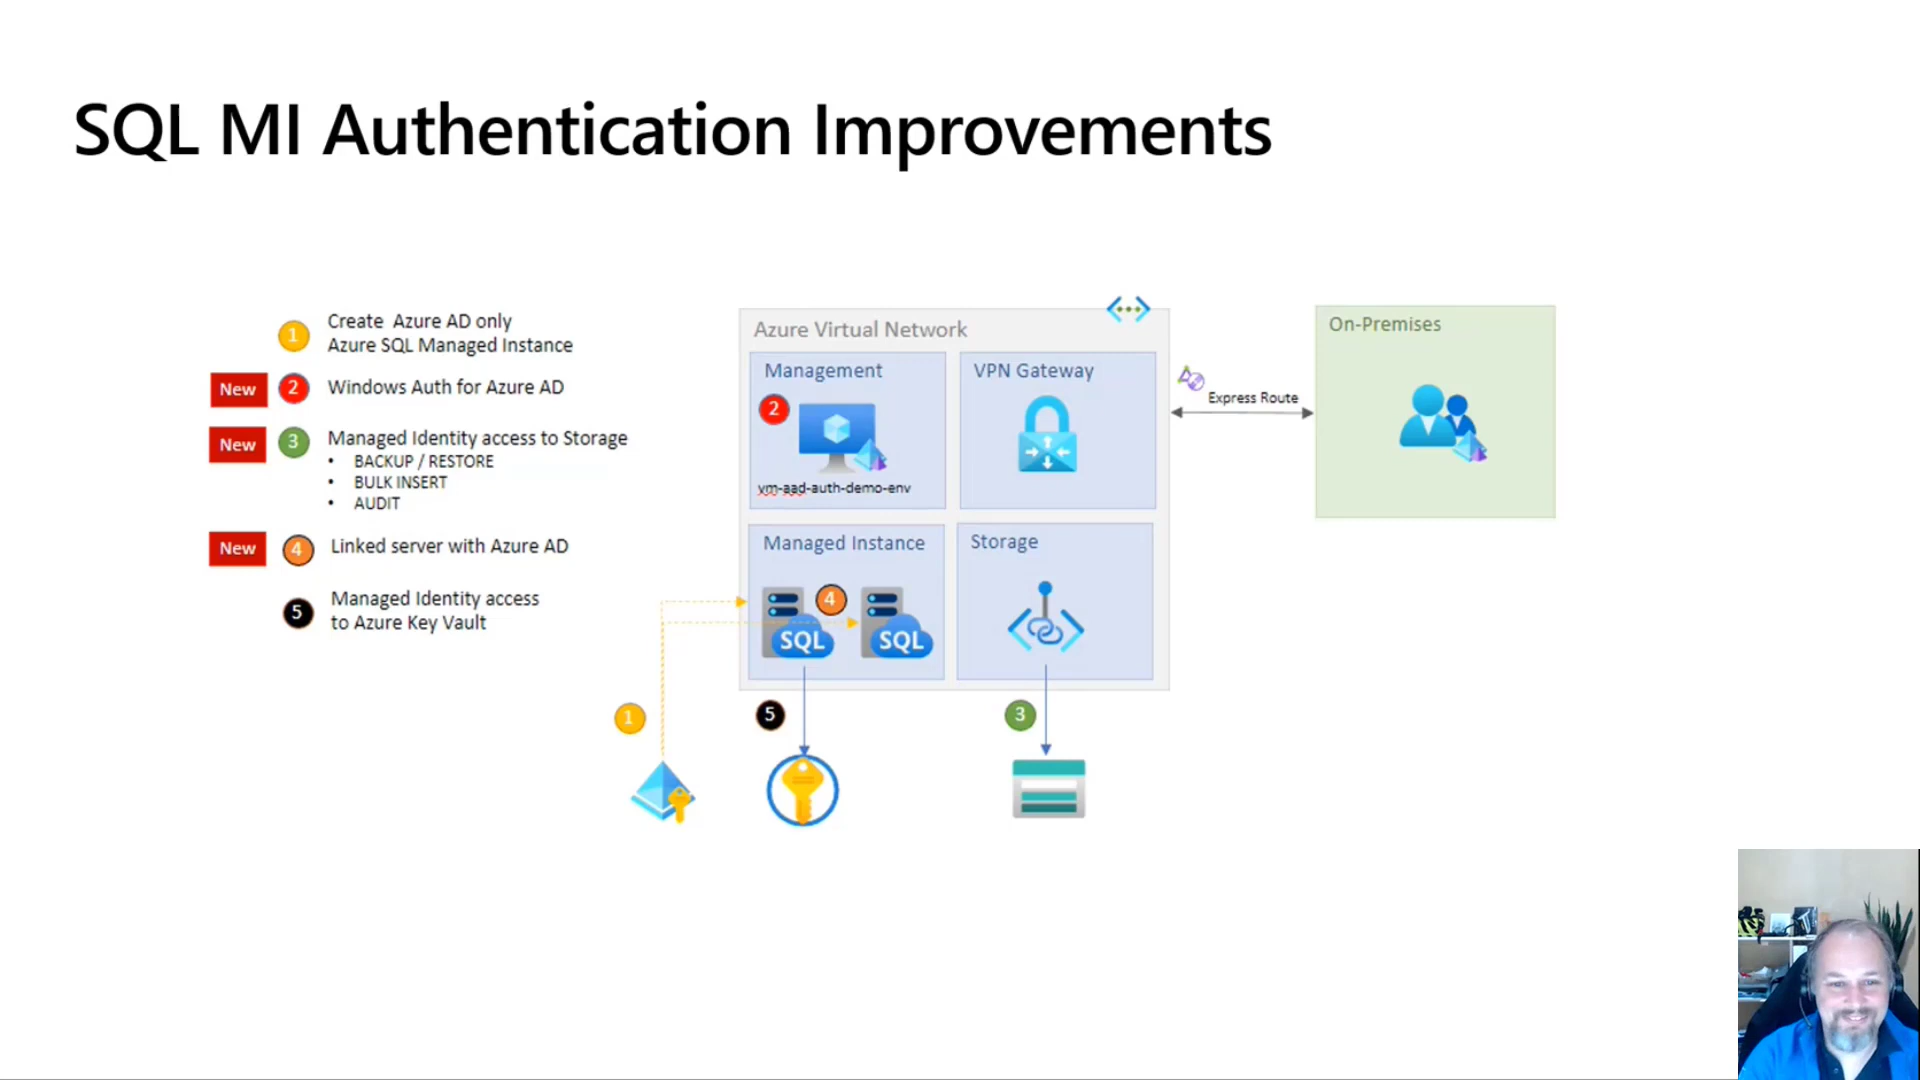 SQL MI Authentication Improvements
1
Create Azure AD only
Azure SQL Managed Instance
New
2
Windows Auth for Azure AD
New
3
Managed Identity access to Storage
• BACKUP / RESTORE
• BULK INSERT
• AUDIT
New
4
Linked server with Azure AD
5
Managed Identity access
to Azure Key Vault
Azure Virtual Network
Management
2
vm-aad-auth-demo-env
VPN Gateway
Managed Instance
4
SQL
SQL
Storage
Express Route
On-Premises
1
5
3